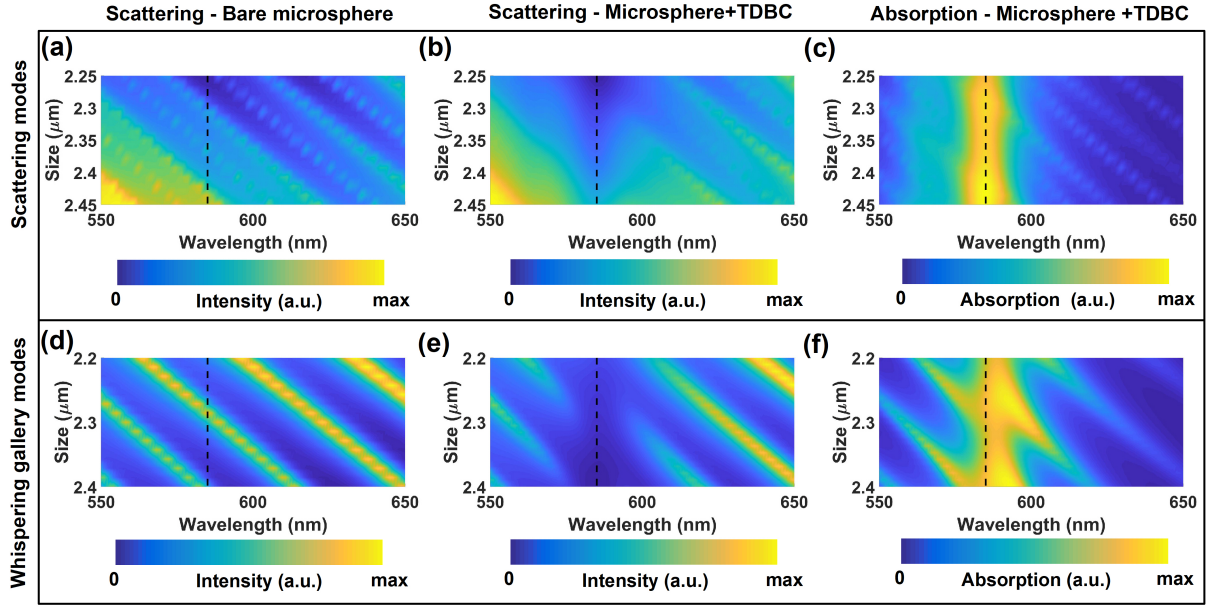 Scattering - Bare microsphere
Scattering - Microsphere+TDBC
Absorption - Microsphere +TDBC
Scattering modes
(a)
2.25
2.3
2.35
2.4
2.45
Size (μm)
550
600
650
Wavelength (nm)
0
Intensity (a.u.)
max
(b)
2.25
2.3
2.35
2.4
2.45
Size (μm)
550
600
650
Wavelength (nm)
0
Intensity (a.u.)
max
(c)
2.25
2.3
2.35
2.4
2.45
Size (μm)
550
600
650
Wavelength (nm)
0
Absorption (a.u.)
max
Whispering gallery modes
(d)
2.2
2.3
2.4
Size (μm)
550
600
650
Wavelength (nm)
0
Intensity (a.u.)
max
(e)
2.2
2.3
2.4
Size (μm)
550
600
650
Wavelength (nm)
0
Intensity (a.u.)
max
(f)
2.2
2.3
2.4
Size (μm)
550
600
650
Wavelength (nm)
0
Absorption (a.u.)
max